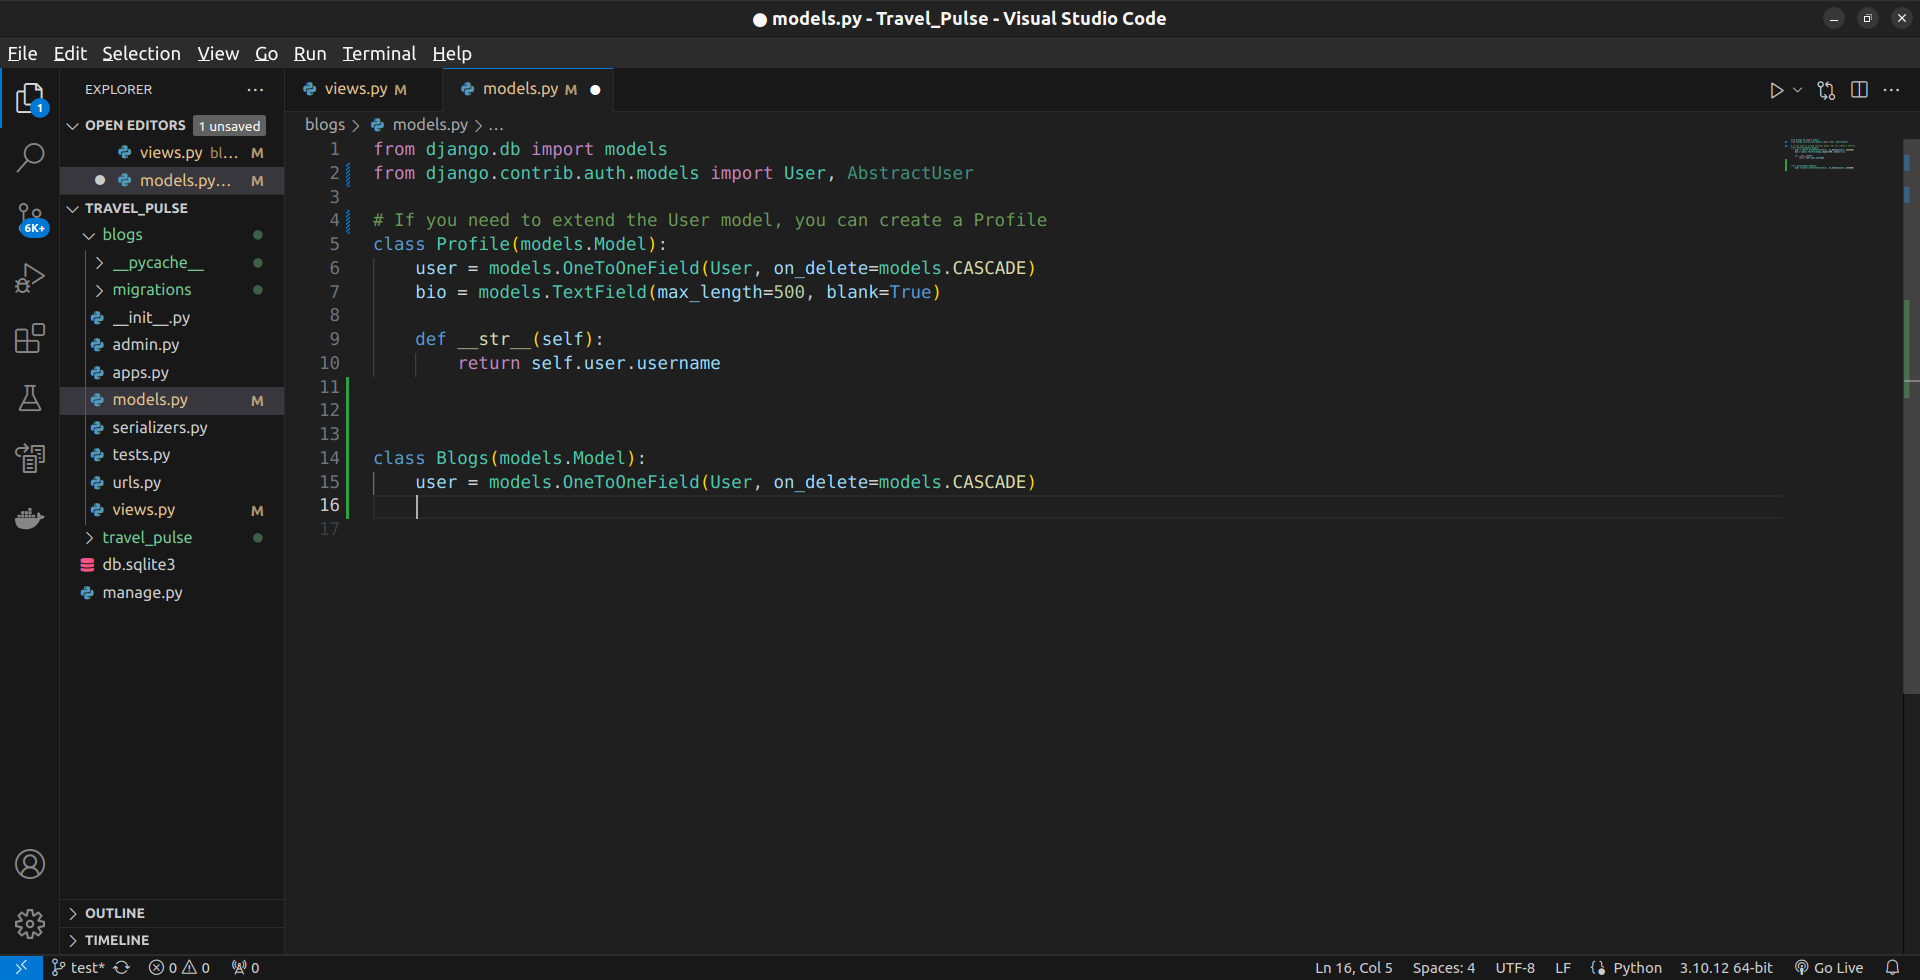 models.py - Travel_Pulse - Visual Studio Code
File Edit Selection View Go Run Terminal Help
1
6K+
EXPLORER
OPEN EDITORS 1 unsaved
views.py bl... M
models.py... M
TRAVEL_PULSE
blogs
__pycache__
migrations
__init__.py
admin.py
apps.py
models.py M
serializers.py
tests.py
urls.py
views.py M
travel_pulse
db.sqlite3
manage.py
OUTLINE
TIMELINE
views.py M models.py M
blogs > models.py > ...
1 from django.db import models
2 from django.contrib.auth.models import User, AbstractUser
3
4 # If you need to extend the User model, you can create a Profile
5 class Profile(models.Model):
6     user = models.OneToOneField(User, on_delete=models.CASCADE)
7     bio = models.TextField(max_length=500, blank=True)
8
9     def __str__(self):
10         return self.user.username
11
12
13
14 class Blogs(models.Model):
15     user = models.OneToOneField(User, on_delete=models.CASCADE)
16
17
test* 0 0 0 Ln 16, Col 5 Spaces: 4 UTF-8 LF Python 3.10.12 64-bit Go Live